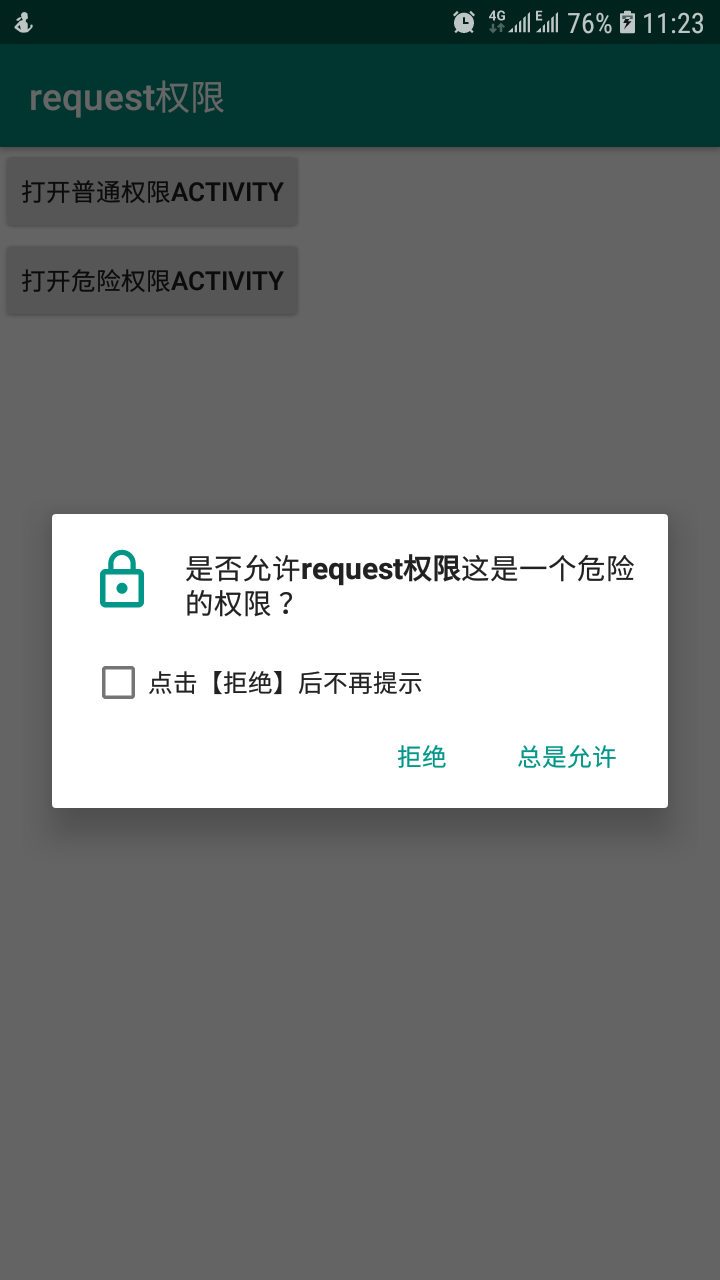 4G E 76% 11:23
request权限
打开普通权限ACTIVITY
打开危险权限ACTIVITY
是否允许request权限这是一个危险
的权限？
点击【拒绝】后不再提示
拒绝 总是允许